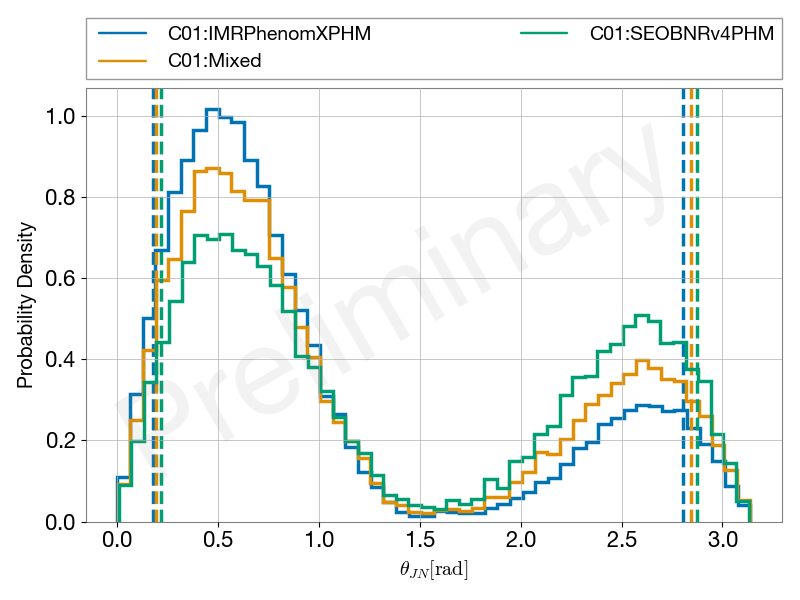 C01:IMRPhenomXPHM
C01:Mixed
C01:SEOBNRv4PHM
Preliminary
Probability Density
1.0
0.8
0.6
0.4
0.2
0.0
0.0 0.5 1.0 1.5 2.0 2.5 3.0
θ_JN[rad]